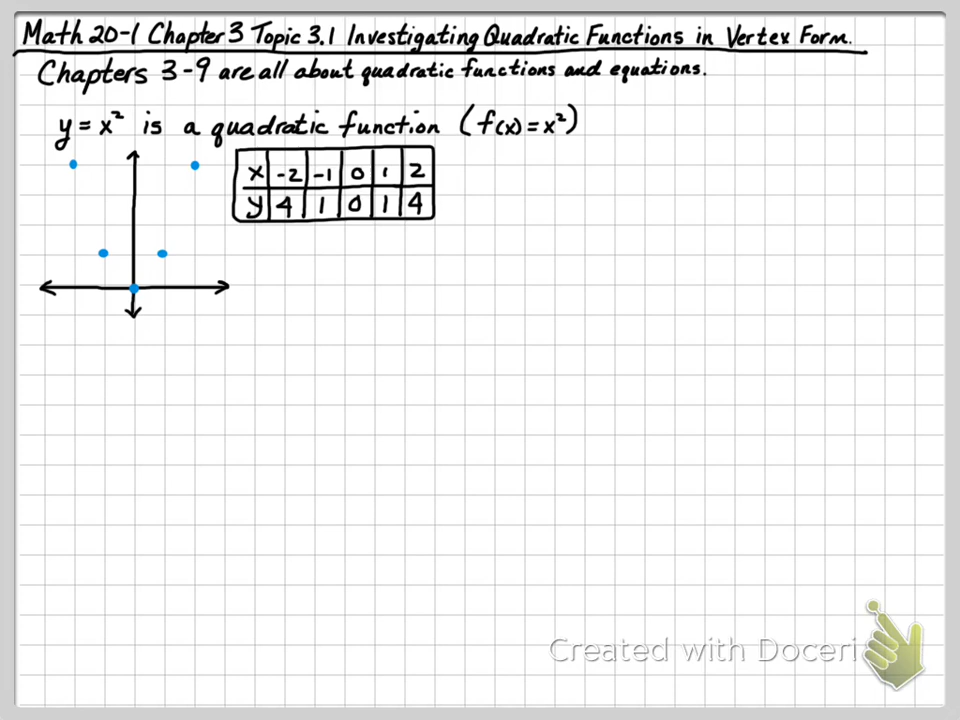 Math 20-1 Chapter 3 Topic 3.1 Investigating Quadratic Functions in Vertex Form.
Chapters 3-9 are all about quadratic functions and equations.
y = x² is a quadratic function (f(x) = x²)
x -2 -1 0 1 2
y 4 1 0 1 4
Created with Doceri